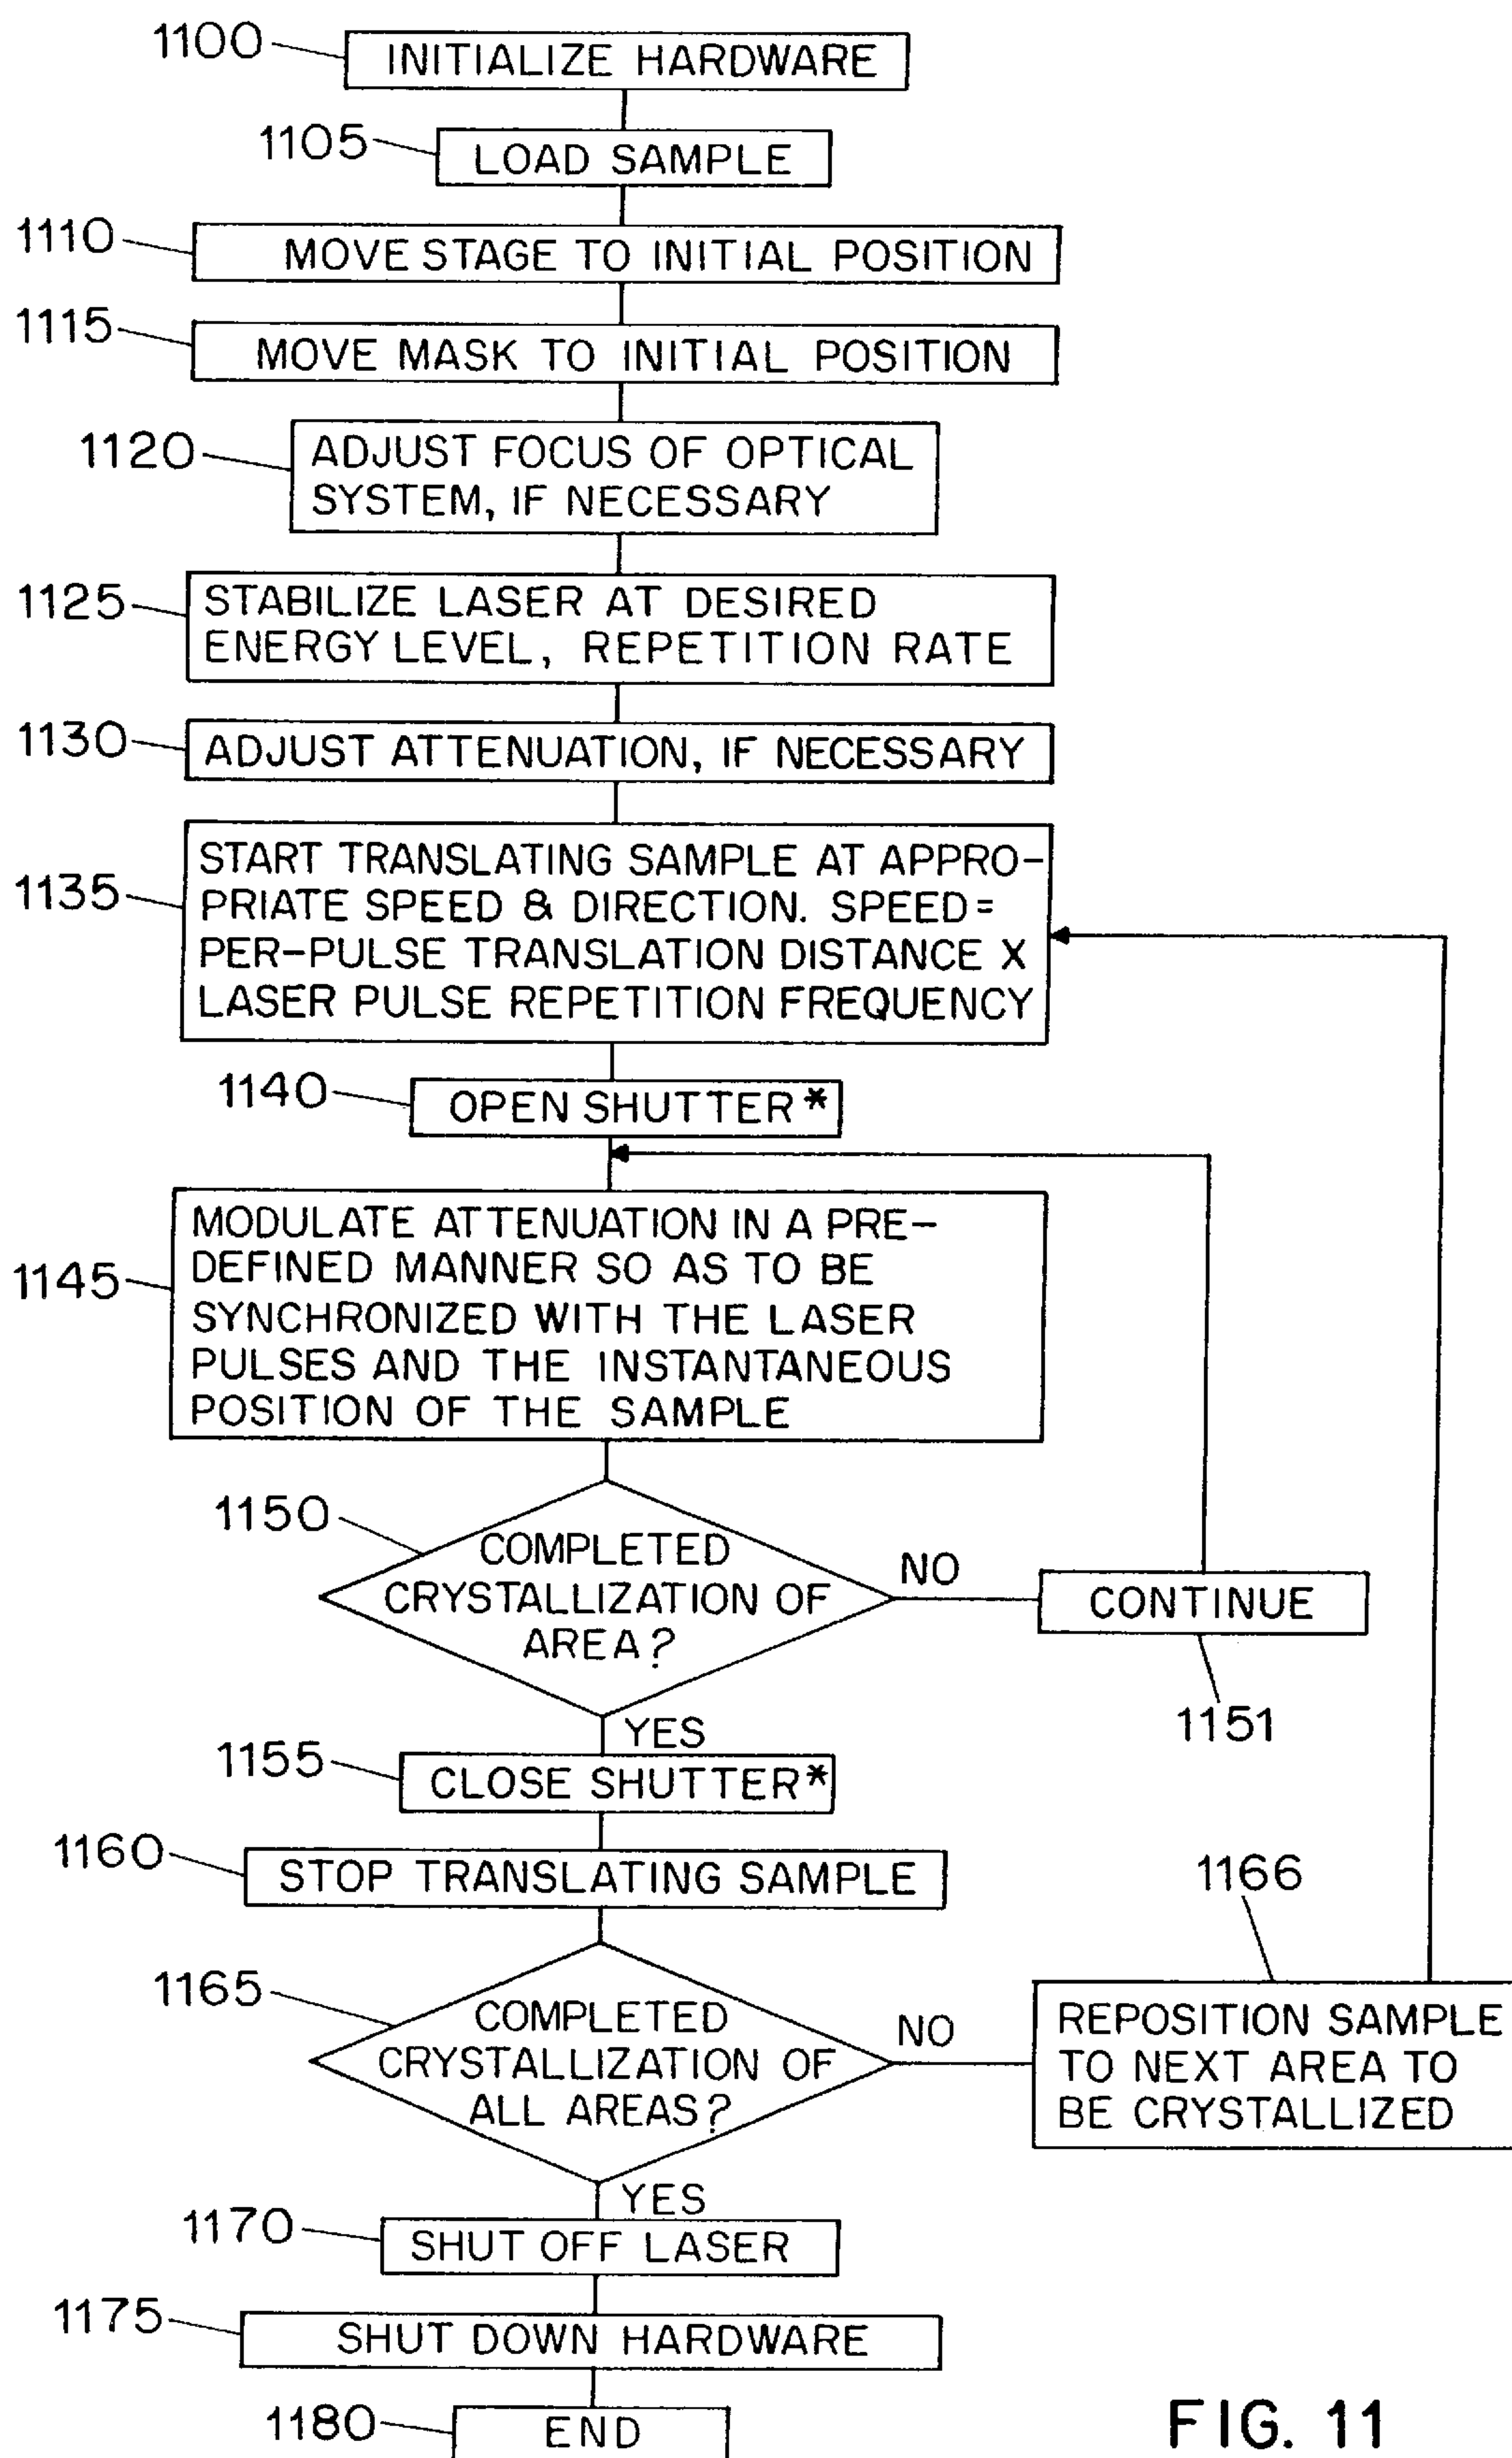 1100
INITIALIZE HARDWARE
1105
LOAD SAMPLE
1110
MOVE STAGE TO INITIAL POSITION
1115
MOVE MASK TO INITIAL POSITION
1120
ADJUST FOCUS OF OPTICAL
SYSTEM, IF NECESSARY
1125
STABILIZE LASER AT DESIRED
ENERGY LEVEL, REPETITION RATE
1130
ADJUST ATTENUATION, IF NECESSARY
1135
START TRANSLATING SAMPLE AT APPRO-
PRIATE SPEED & DIRECTION. SPEED=
PER-PULSE TRANSLATION DISTANCE X
LASER PULSE REPETITION FREQUENCY
1140
OPEN SHUTTER*
1145
MODULATE ATTENUATION IN A PRE-
DEFINED MANNER SO AS TO BE
SYNCHRONIZED WITH THE LASER
PULSES AND THE INSTANTANEOUS
POSITION OF THE SAMPLE
1150
COMPLETED
CRYSTALLIZATION OF
AREA?
NO
CONTINUE
1151
YES
1155
CLOSE SHUTTER*
1160
STOP TRANSLATING SAMPLE
1165
COMPLETED
CRYSTALLIZATION OF
ALL AREAS?
NO
1166
REPOSITION SAMPLE
TO NEXT AREA TO
BE CRYSTALLIZED
YES
1170
SHUT OFF LASER
1175
SHUT DOWN HARDWARE
1180
END
FIG. 11